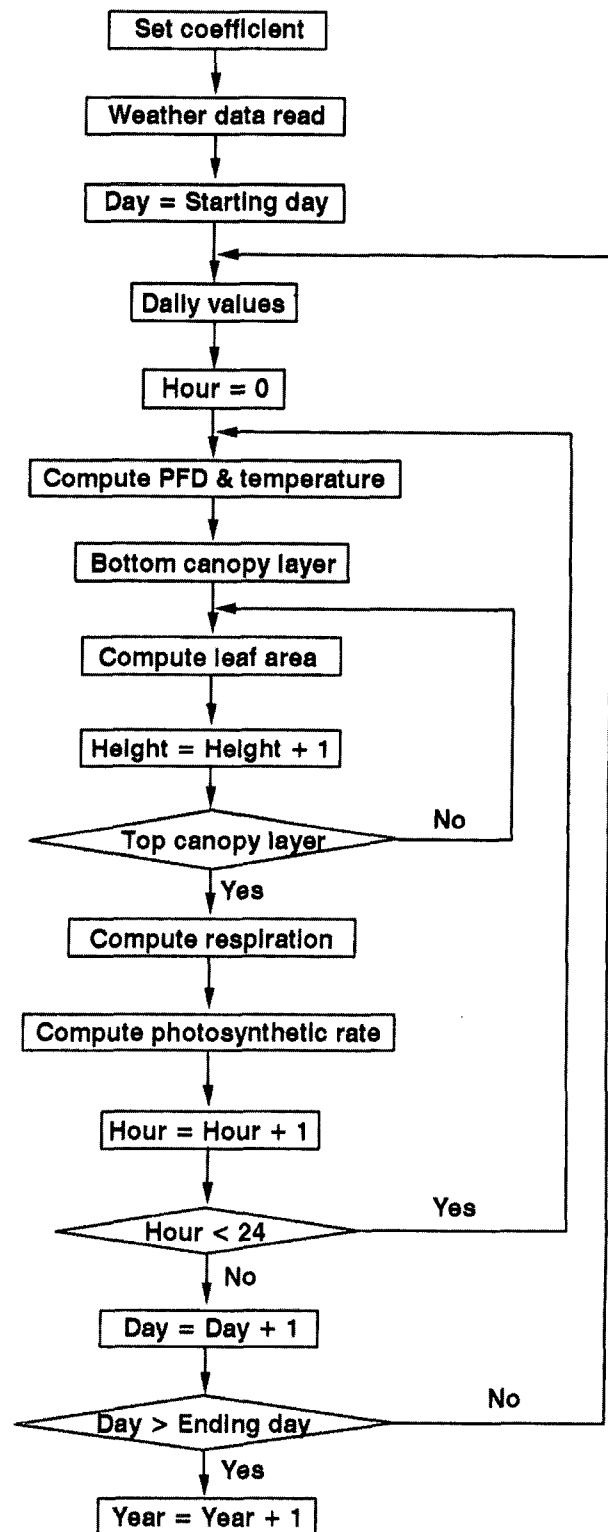 Set coefficient
Weather data read
Day = Starting day
Daily values
Hour = 0
Compute PFD & temperature
Bottom canopy layer
Compute leaf area
Height = Height + 1
Top canopy layer
No
Yes
Compute respiration
Compute photosynthetic rate
Hour = Hour + 1
Hour < 24
Yes
No
Day = Day + 1
Day > Ending day
No
Yes
Year = Year + 1